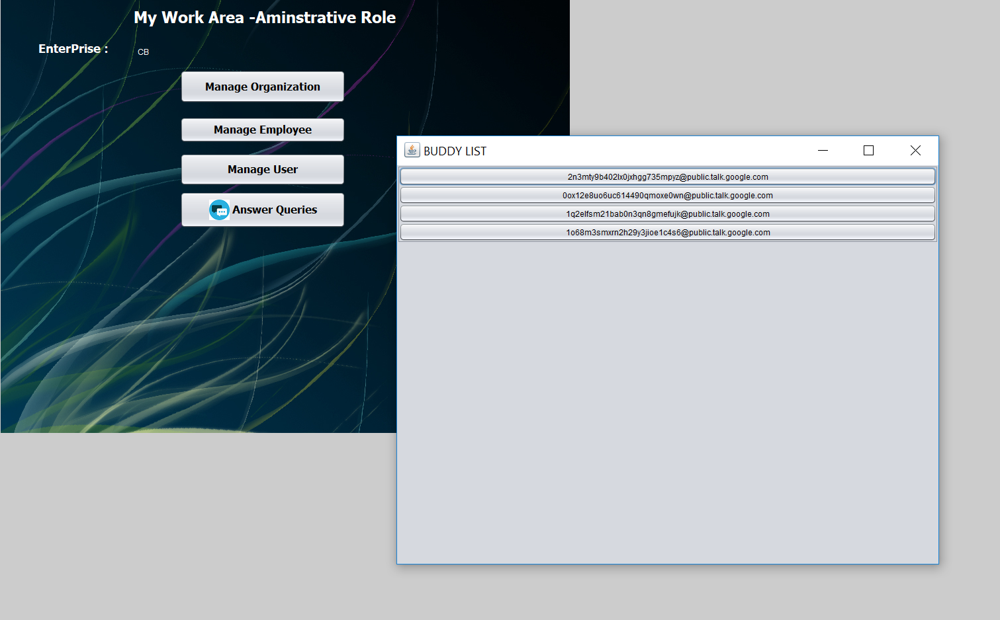 My Work Area -Aminstrative Role
EnterPrise :
CB
Manage Organization
Manage Employee
Manage User
Answer Queries
BUDDY LIST
2n3mty9b402lx0jxhgg735mpyz@public.talk.google.com
0ox12e8uo6uc614490qmoxe0wn@public.talk.google.com
1q2elfsm21bab0n3qn8gmefujk@public.talk.google.com
1o68m3smxrn2h29y3jioe1c4s6@public.talk.google.com